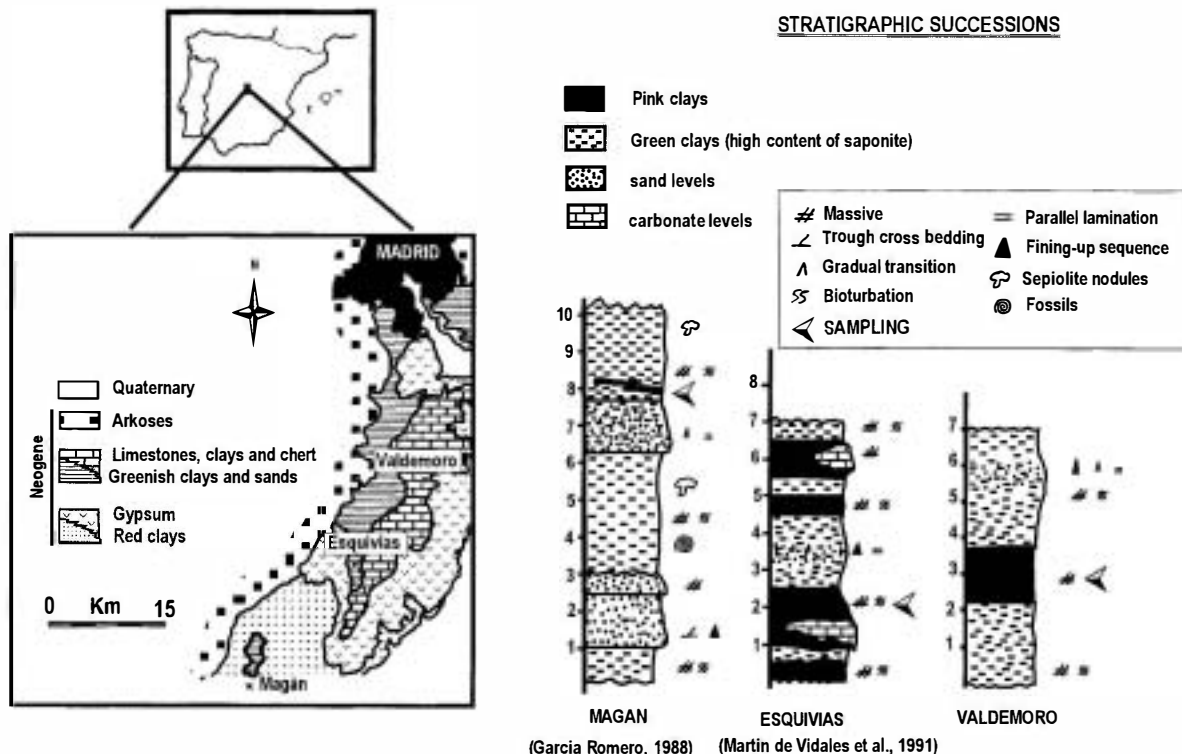 STRATIGRAPHIC SUCCESSIONS
Pink clays
Green clays (high content of saponite)
sand levels
carbonate levels
Massive
Trough cross bedding
Gradual transition
Bioturbation
SAMPLING
Parallel lamination
Fining-up sequence
Sepiolite nodules
Fossils
MADRID
Valdemoro
Esquivias
Magan
Quaternary
Arkoses
Limestones, clays and chert
Greenish clays and sands
Gypsum
Red clays
Neogene
0 Km 15
10
9
8
7
6
5
4
3
2
1
MAGAN
(Garcia Romero, 1988)
8
7
6
5
4
3
2
1
ESQUIVIAS
(Martin de Vidales et al., 1991)
7
6
5
4
3
2
1
VALDEMORO